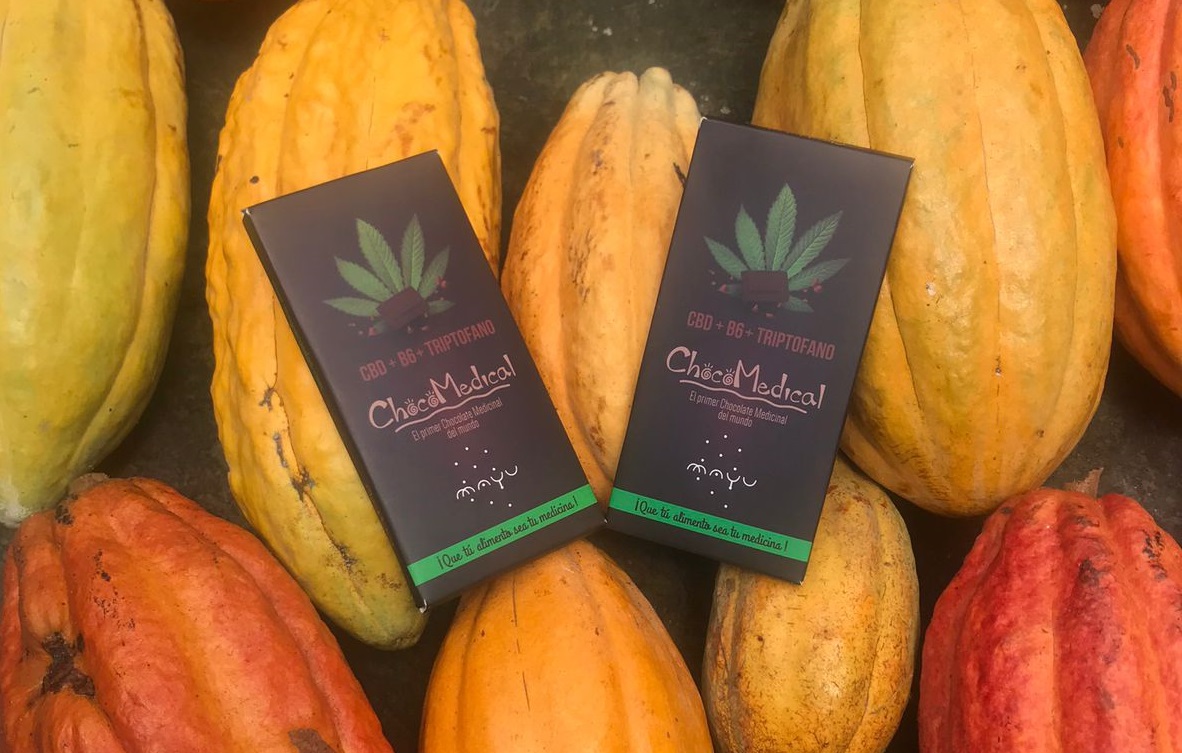 CBD + B6 + TRIPTOFANO
ChocoMedical
El primer Chocolate Medicinal
del mundo
mayu
¡Que tú alimento sea tu medicina!
CBD + B6 + TRIPTOFANO
ChocoMedical
El primer Chocolate Medicinal
del mundo
mayu
¡Que tú alimento sea tu medicina!